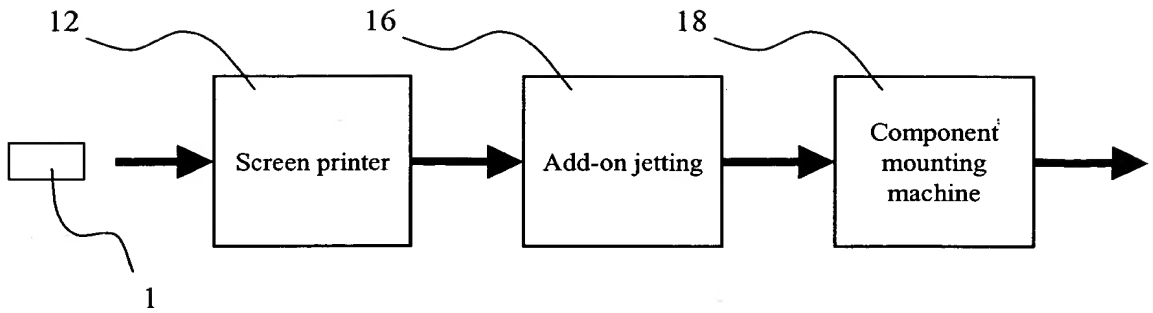 12
16
18
Screen printer
Add-on jetting
Component
mounting
machine
1